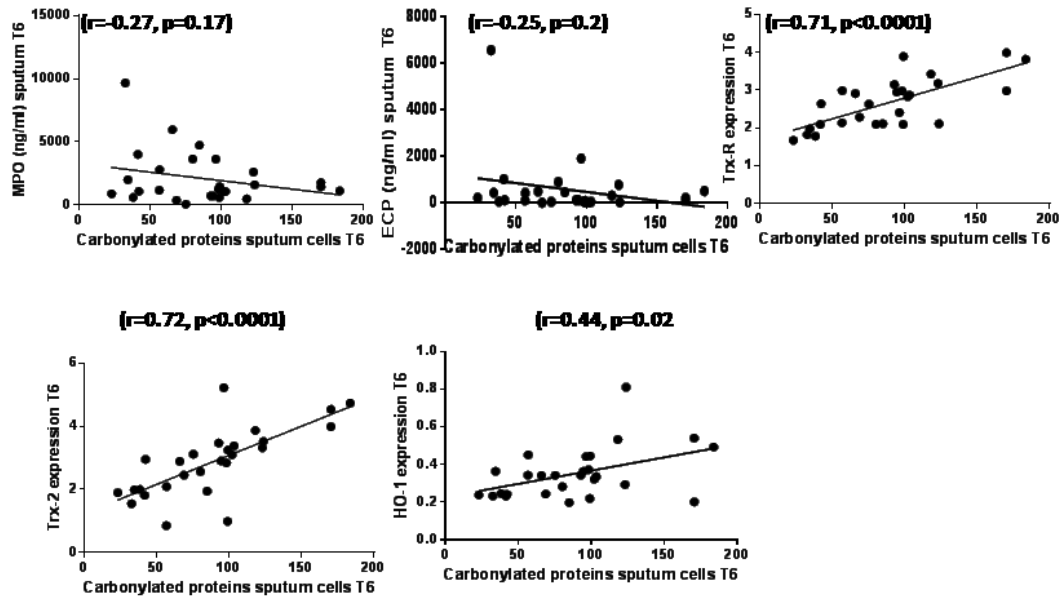 (r=-0.27, p=0.17)
15000
10000
5000
0
MPO (ng/ml) sputum T6
0 50 100 150 200
Carbonylated proteins sputum cells T6
(r=-0.25, p=0.2)
8000
6000
4000
2000
0
-2000
ECP (ng/ml) sputum T6
0 50 100 150 200
Carbonylated proteins sputum cells T6
(r=0.71, p<0.0001)
5
4
3
2
1
0
Trx-R expression T6
0 50 100 150 200
Carbonylated proteins sputum cells T6
(r=0.72, p<0.0001)
6
4
2
0
Trx-2 expression T6
0 50 100 150 200
Carbonylated proteins sputum cells T6
(r=0.44, p=0.02
1.0
0.8
0.6
0.4
0.2
0.0
HO-1 expression T6
0 50 100 150 200
Carbonylated proteins sputum cells T6